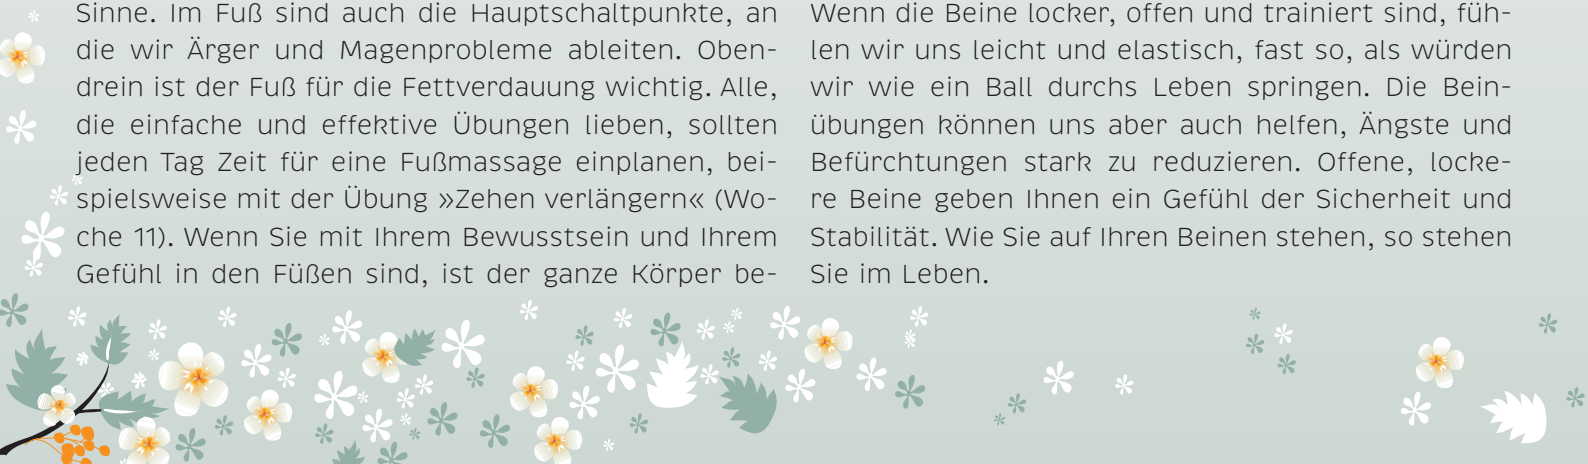 Sinne. Im Fuß sind auch die Hauptschaltpunkte, an
die wir Ärger und Magenprobleme ableiten. Oben-
drein ist der Fuß für die Fettverdauung wichtig. Alle,
die einfache und effektive Übungen lieben, sollten
jeden Tag Zeit für eine Fußmassage einplanen, bei-
spielsweise mit der Übung »Zehen verlängern« (Wo-
che 11). Wenn Sie mit Ihrem Bewusstsein und Ihrem
Gefühl in den Füßen sind, ist der ganze Körper be-
Wenn die Beine locker, offen und trainiert sind, füh-
len wir uns leicht und elastisch, fast so, als würden
wir wie ein Ball durchs Leben springen. Die Bein-
übungen können uns aber auch helfen, Ängste und
Befürchtungen stark zu reduzieren. Offene, locke-
re Beine geben Ihnen ein Gefühl der Sicherheit und
Stabilität. Wie Sie auf Ihren Beinen stehen, so stehen
Sie im Leben.